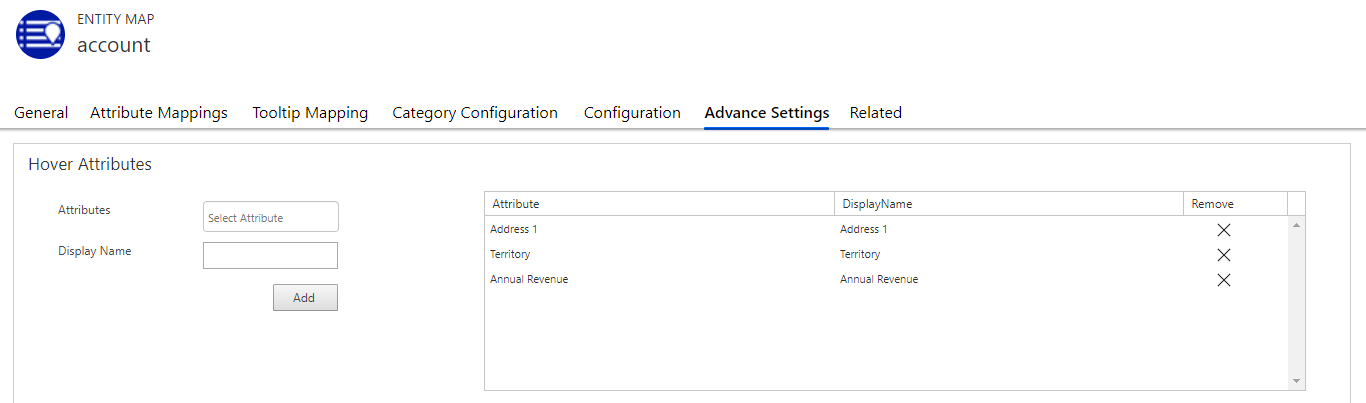 ENTITY MAP
account
General Attribute Mappings Tooltip Mapping Category Configuration Configuration Advance Settings Related
Hover Attributes
Attributes Select Attribute
Display Name
Add
Attribute DisplayName Remove
Address 1 Address 1
Territory Territory
Annual Revenue Annual Revenue